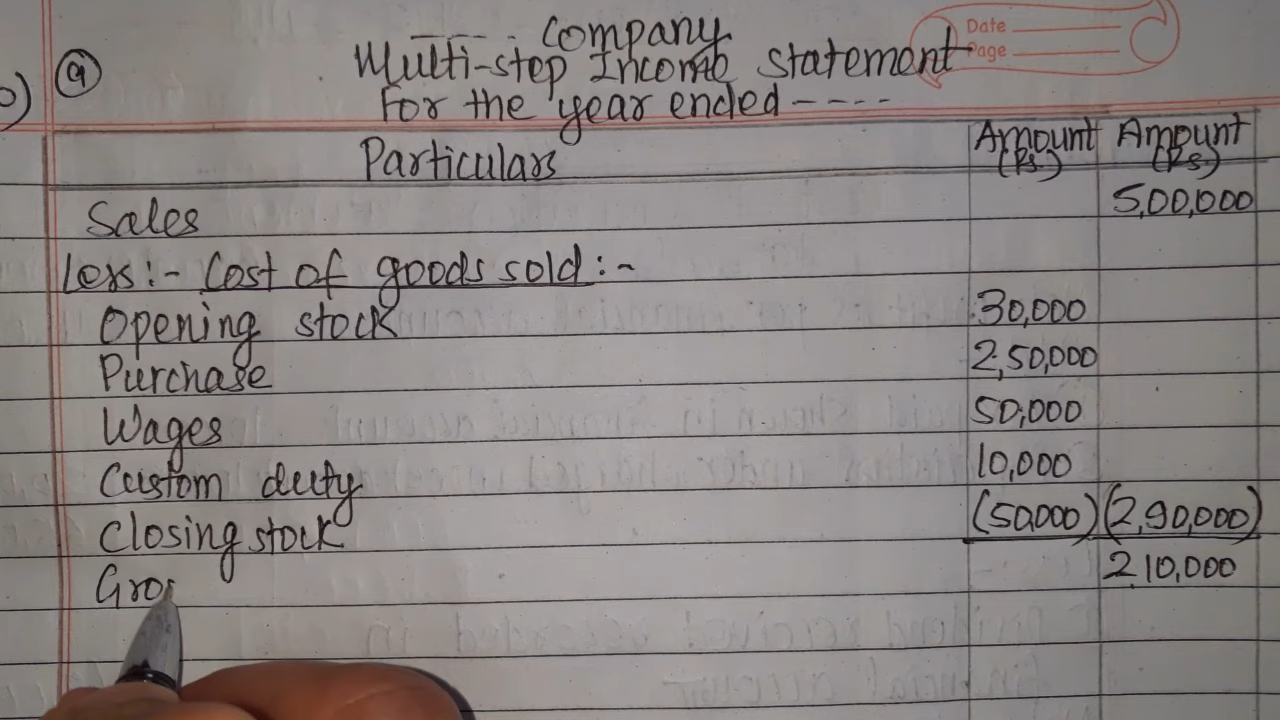 ---- Company
Date
Page
Multi-step Income statement
For the year ended ----
a
Particulars Amount (Rs.) Amount (Rs)
Sales 5,00,000
Less:- Cost of goods sold:-
Opening stock 30,000
Purchase 2,50,000
Wages 50,000
Custom duty 10,000
Closing stock (50,000) (2,90,000)
Gros 2,10,000